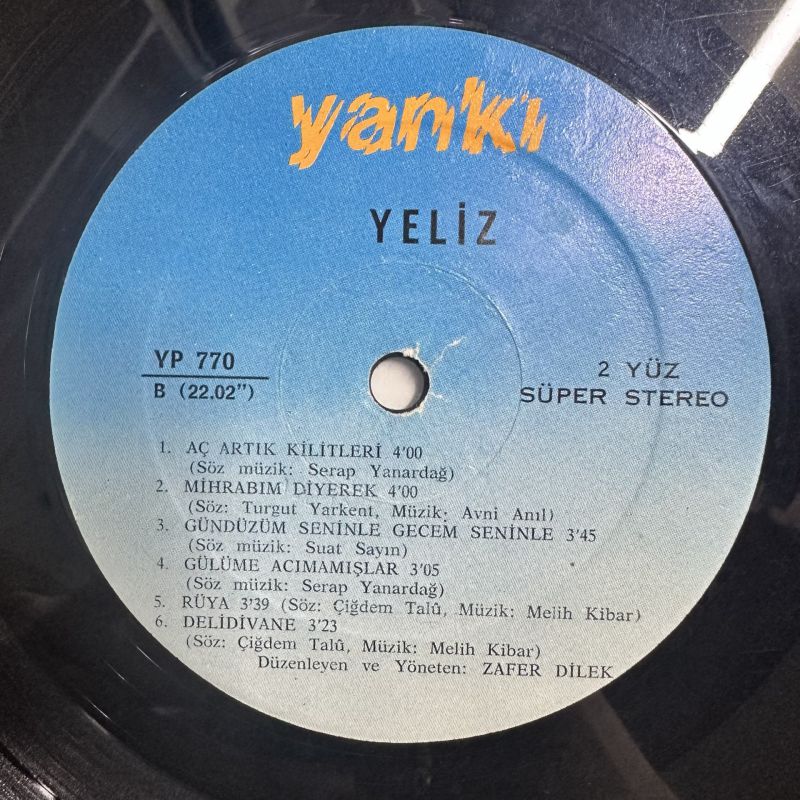 yankı
YELİZ
YP 770
B (22.02")
2 YÜZ
SÜPER STEREO
1. AÇ ARTIK KİLİTLERİ 4'00
(Söz müzik: Serap Yanardağ)
2. MİHRABIM DİYEREK 4'00
(Söz: Turgut Yarkent, Müzik: Avni Anıl)
3. GÜNDÜZÜM SENİNLE GECEM SENİNLE 3'45
(Söz müzik: Suat Sayın)
4. GÜLÜME ACIMAMIŞLAR 3'05
(Söz müzik: Serap Yanardağ)
5. RÜYA 3'39 (Söz: Çiğdem Talû, Müzik: Melih Kibar)
6. DELİDİVANE 3'23
(Söz: Çiğdem Talû, Müzik: Melih Kibar)
Düzenleyen ve Yöneten: ZAFER DİLEK